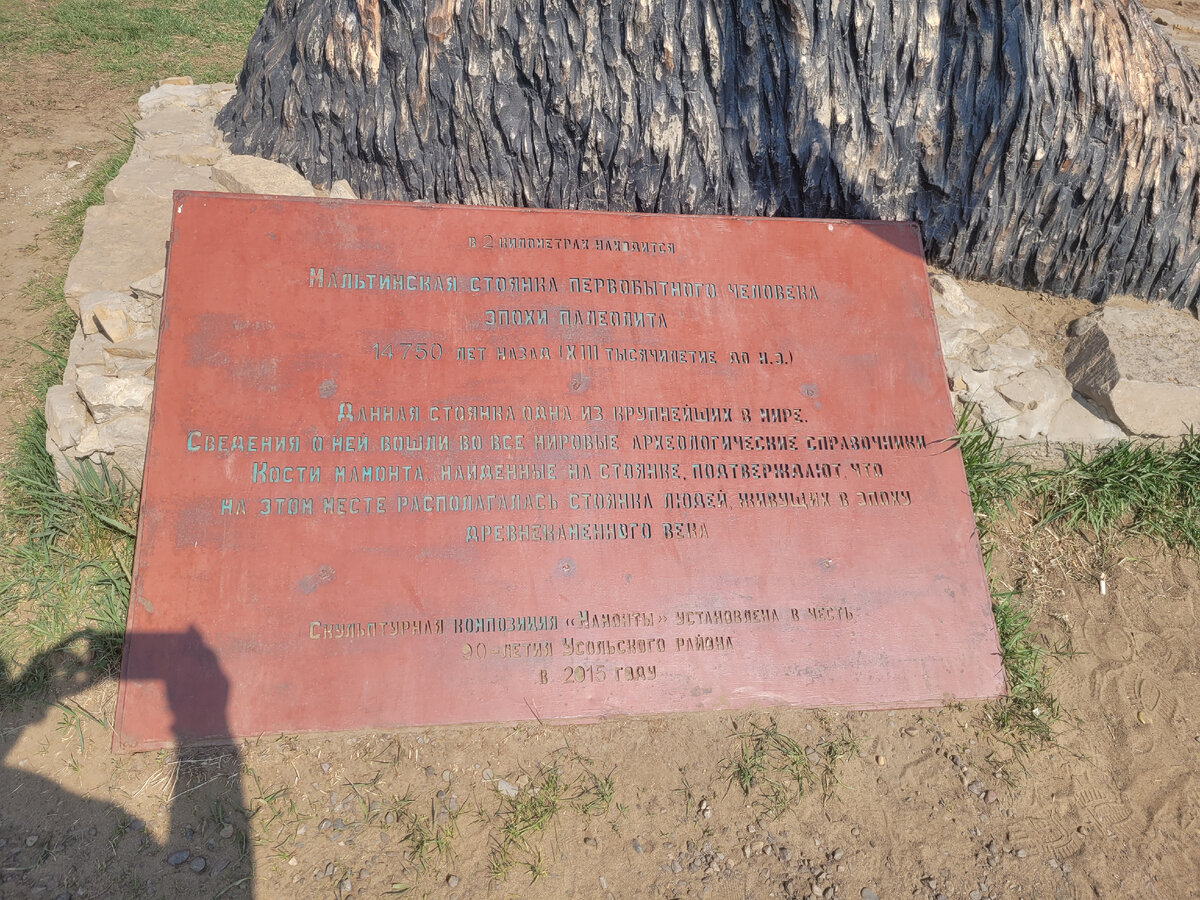 в 2 километрах находится
Мальтинская стоянка первобытного человека
эпохи палеолита
14750 лет назад (XIII тысячилетие до н.э.)
Данная стоянка одна из крупнейших в мире.
Сведения о ней вошли во все мировые археологические справочники
Кости мамонта, найденные на стоянке, подтверждают, что
на этом месте располагалась стоянка людей, живущих в эпоху
древнекаменного века
Скульптурная композиция «Мамонты» установлена в честь
90-летия Усольского района
в 2015 году